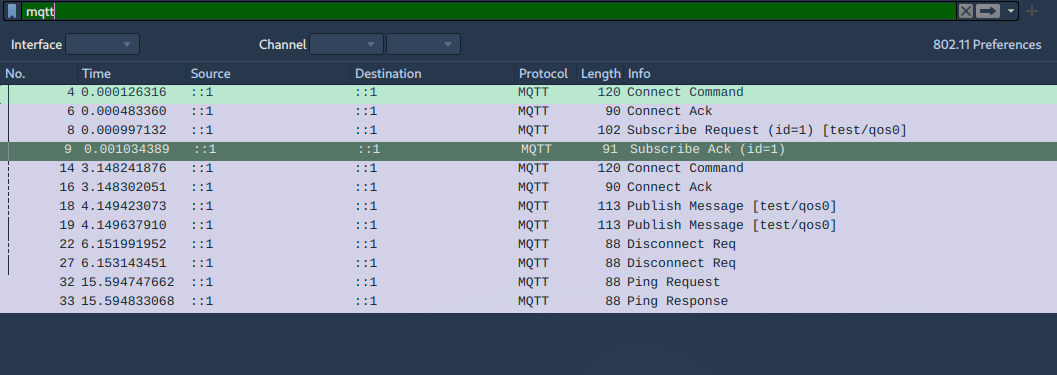 mqtt
Interface Channel 802.11 Preferences
No. Time Source Destination Protocol Length Info
4 0.000126316 ::1 ::1 MQTT 120 Connect Command
6 0.000483360 ::1 ::1 MQTT 90 Connect Ack
8 0.000997132 ::1 ::1 MQTT 102 Subscribe Request (id=1) [test/qos0]
9 0.001034389 ::1 ::1 MQTT 91 Subscribe Ack (id=1)
14 3.148241876 ::1 ::1 MQTT 120 Connect Command
16 3.148302051 ::1 ::1 MQTT 90 Connect Ack
18 4.149423073 ::1 ::1 MQTT 113 Publish Message [test/qos0]
19 4.149637910 ::1 ::1 MQTT 113 Publish Message [test/qos0]
22 6.151991952 ::1 ::1 MQTT 88 Disconnect Req
27 6.153143451 ::1 ::1 MQTT 88 Disconnect Req
32 15.594747662 ::1 ::1 MQTT 88 Ping Request
33 15.594833068 ::1 ::1 MQTT 88 Ping Response